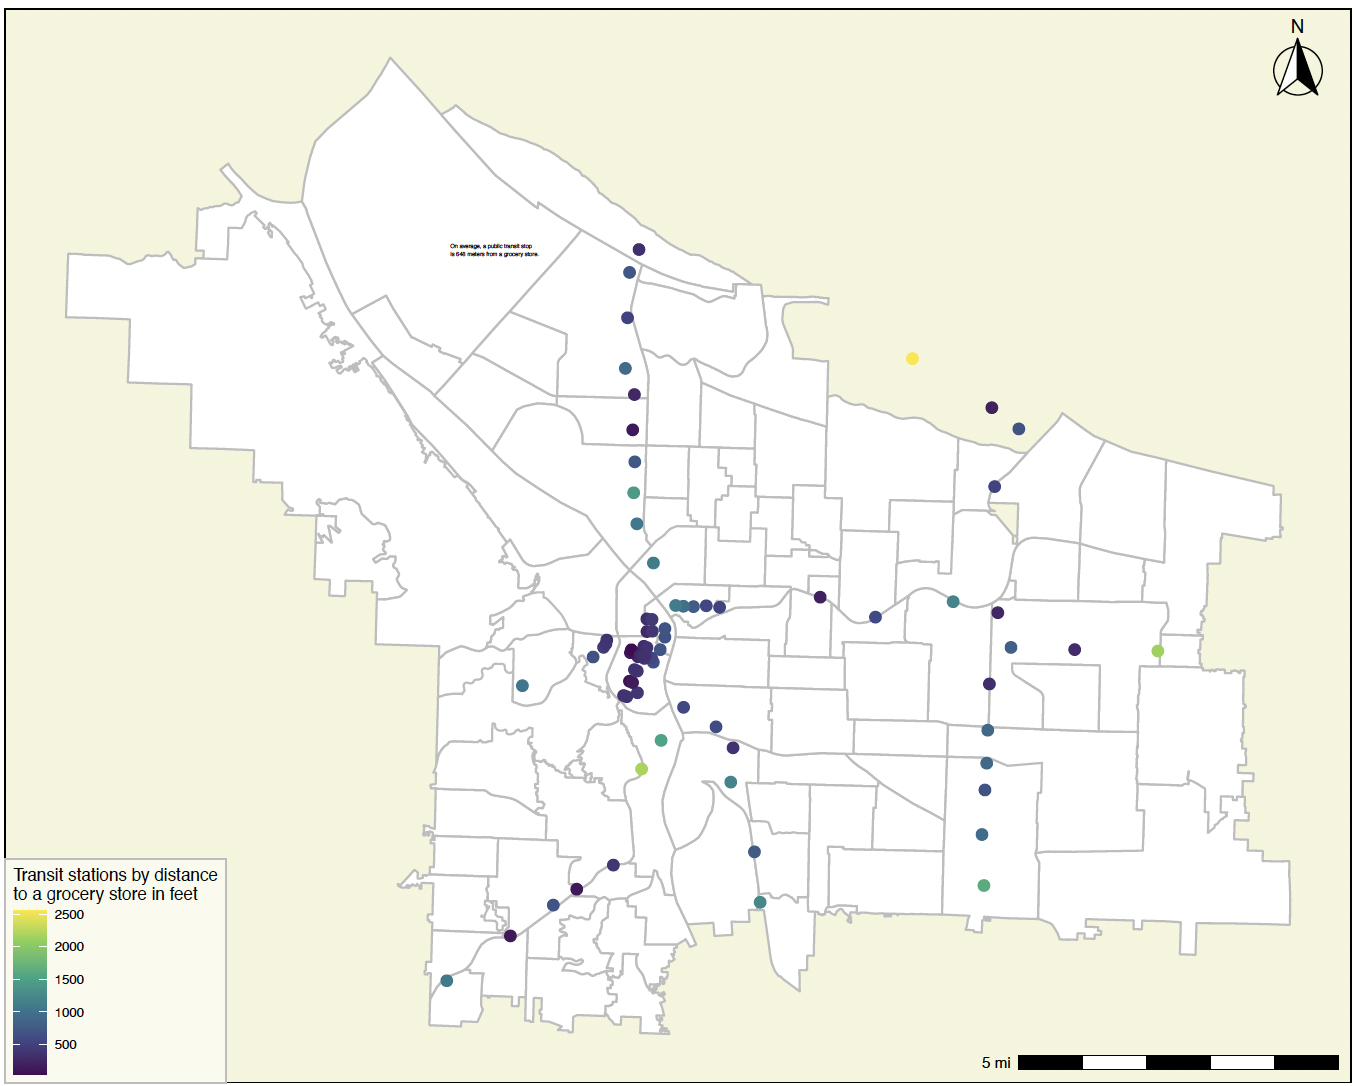 N
On average, a public transit stop
is 648 meters from a grocery store.
Transit stations by distance
to a grocery store in feet
2500
2000
1500
1000
500
5 mi